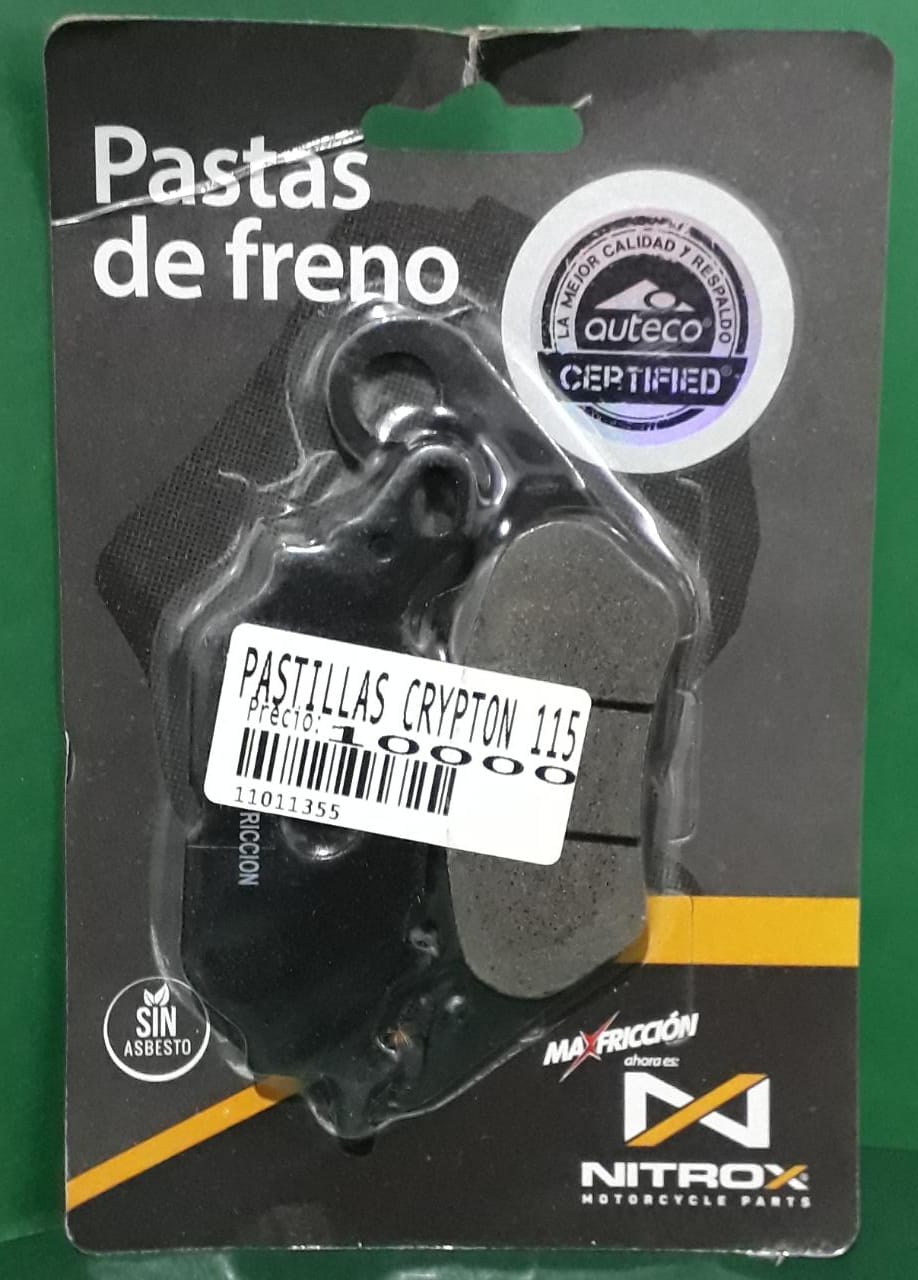 Pastas
de freno
LA MEJOR CALIDAD Y RESPALDO
auteco®
CERTIFIED®
PASTILLAS CRYPTON 115
Precio: 10000
11011355
RICCION
SIN
ASBESTO
MAXFRICCIÓN
ahora es:
NITROX®
MOTORCYCLE PARTS